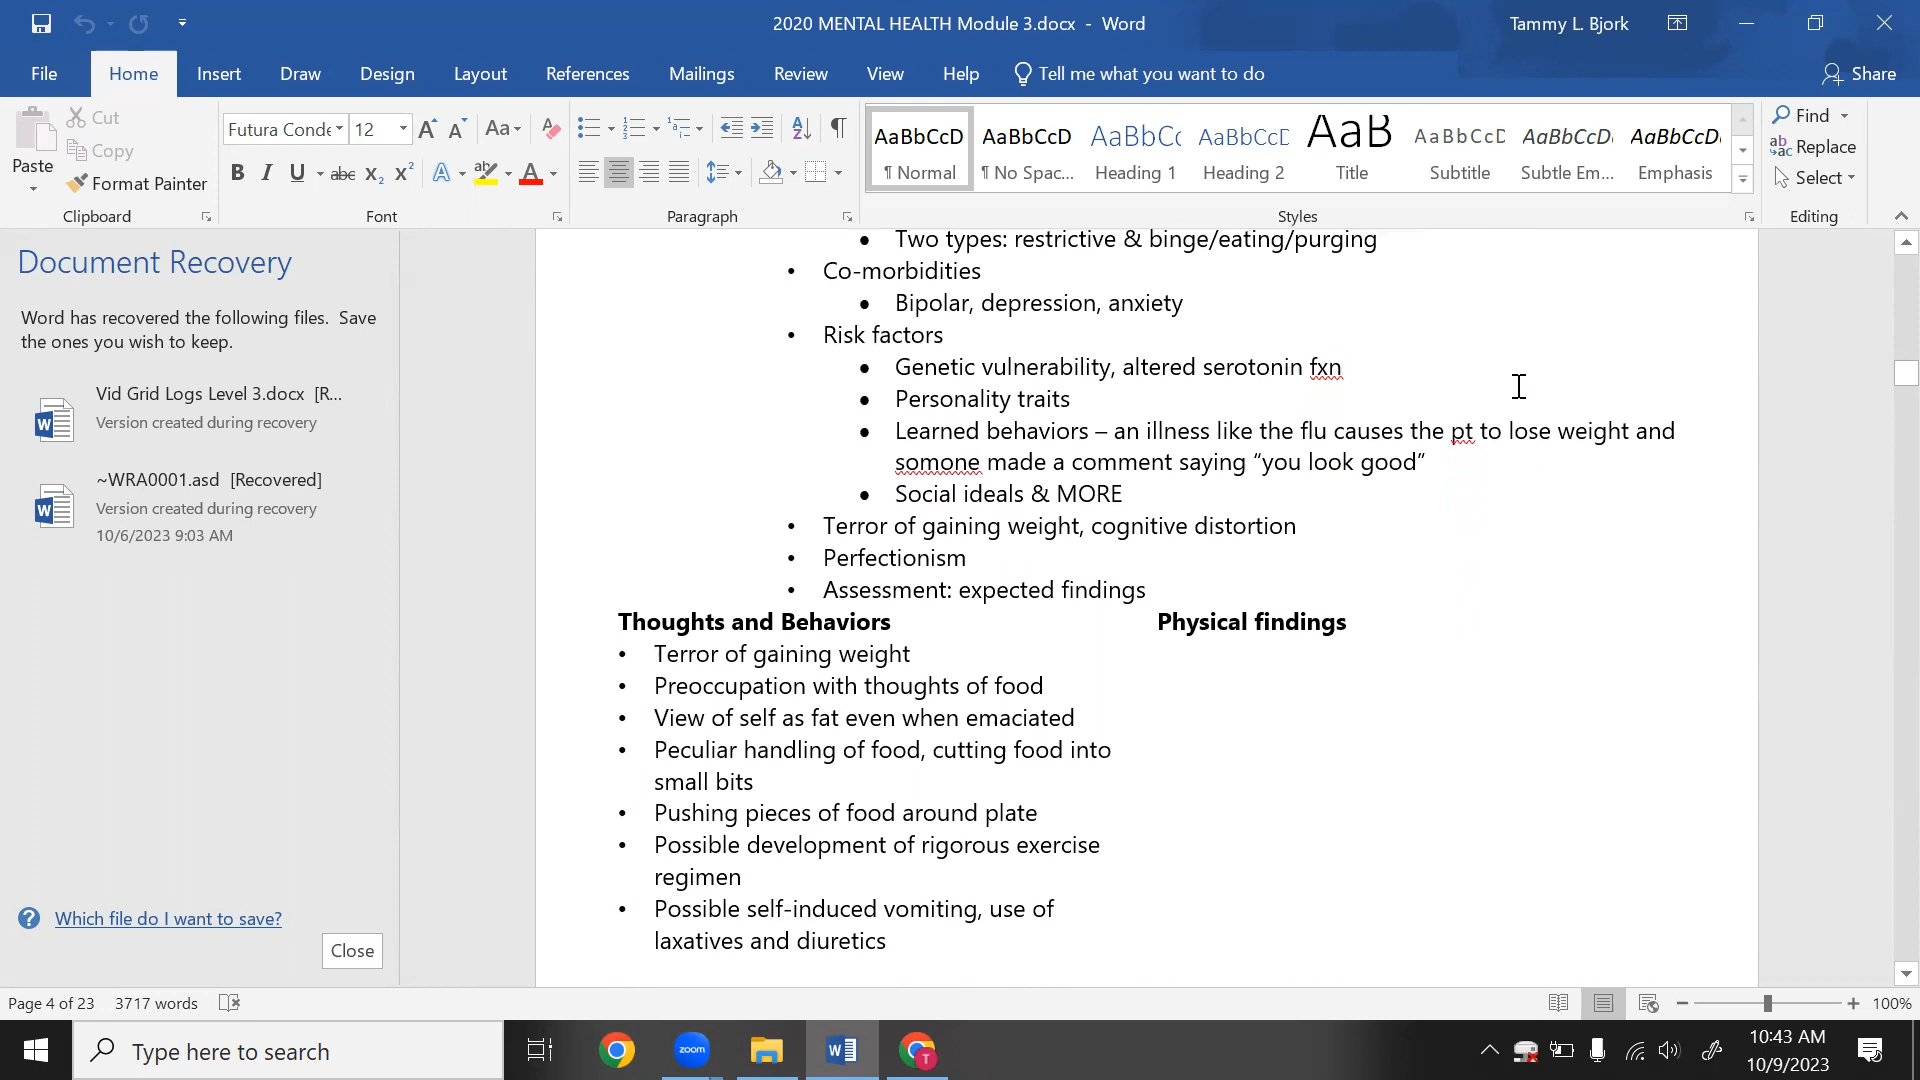 2020 MENTAL HEALTH Module 3.docx - Word
Tammy L. Bjork
File Home Insert Draw Design Layout References Mailings Review View Help Tell me what you want to do Share
Paste
Cut
Copy
Format Painter
Clipboard
Futura Conde 12
Font
Paragraph
AaBbCcD AaBbCcD AaBbCc AaBbCcD AaB AaBbCcD AaBbCcD AaBbCcD
¶ Normal ¶ No Spac... Heading 1 Heading 2 Title Subtitle Subtle Em... Emphasis
Styles
Find
Replace
Select
Editing
Document Recovery
Word has recovered the following files. Save
the ones you wish to keep.
Vid Grid Logs Level 3.docx [R...
Version created during recovery
~WRA0001.asd [Recovered]
Version created during recovery
10/6/2023 9:03 AM
Which file do I want to save?
Close
● Two types: restrictive & binge/eating/purging
• Co-morbidities
● Bipolar, depression, anxiety
• Risk factors
● Genetic vulnerability, altered serotonin fxn
● Personality traits
● Learned behaviors – an illness like the flu causes the pt to lose weight and
somone made a comment saying “you look good”
● Social ideals & MORE
• Terror of gaining weight, cognitive distortion
• Perfectionism
• Assessment: expected findings
Thoughts and Behaviors
• Terror of gaining weight
• Preoccupation with thoughts of food
• View of self as fat even when emaciated
• Peculiar handling of food, cutting food into
small bits
• Pushing pieces of food around plate
• Possible development of rigorous exercise
regimen
• Possible self-induced vomiting, use of
laxatives and diuretics
Physical findings
Page 4 of 23 3717 words
100%
Type here to search
zoom
T
10:43 AM
10/9/2023